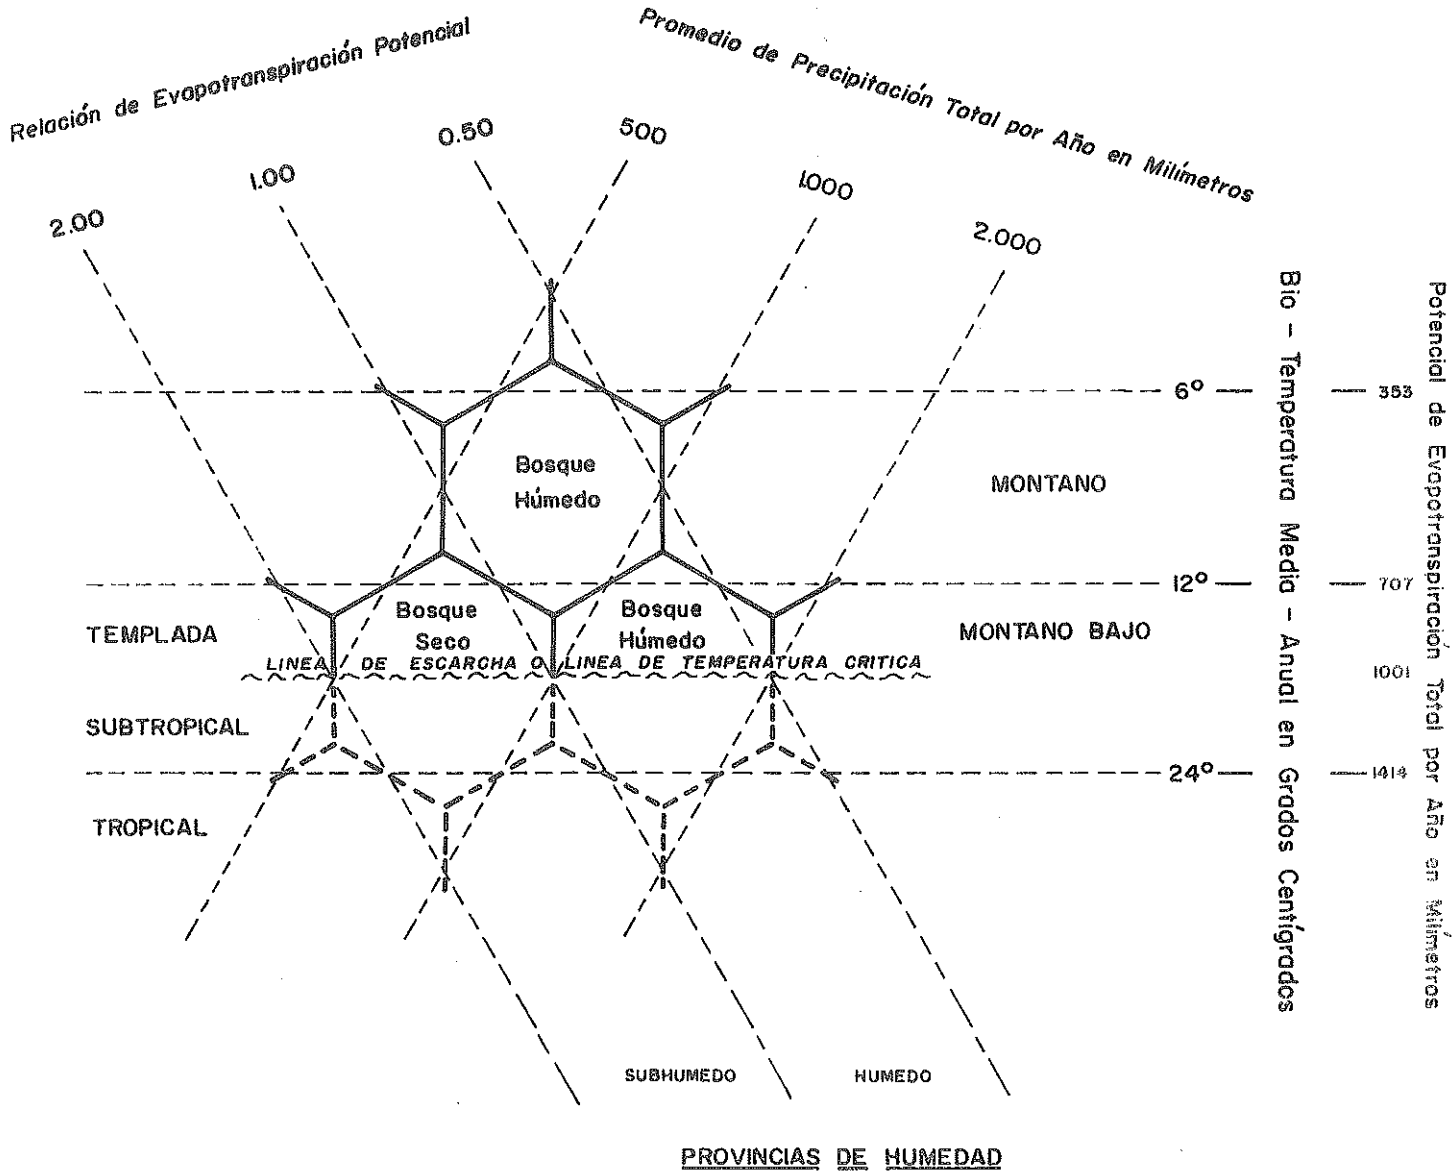 Relación de Evapotranspiración Potencial
Promedio de Precipitación Total por Año en Milímetros
2.00
1.00
0.50
500
1.000
2.000
6°
353
Bosque
Húmedo
MONTANO
12°
707
TEMPLADA
Bosque
Seco
Bosque
Húmedo
MONTANO BAJO
LINEA DE ESCARCHA O LINEA DE TEMPERATURA CRITICA
1001
SUBTROPICAL
24°
1414
TROPICAL
Bio - Temperatura Media - Anual en Grados Centígrados
Potencial de Evapotranspiración Total por Año en Milímetros
SUBHUMEDO
HUMEDO
PROVINCIAS DE HUMEDAD